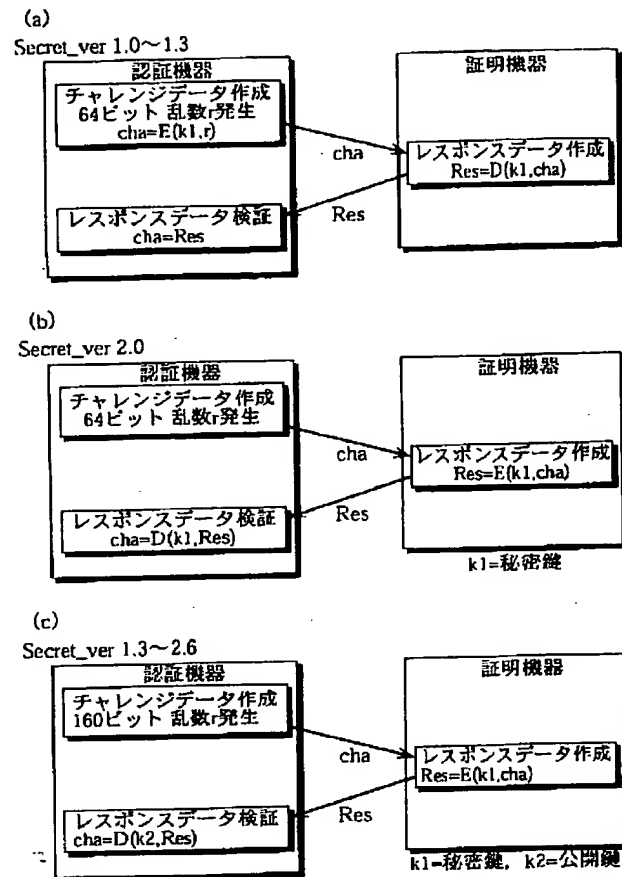 (a)
Secret_ver 1.0～1.3
認証機器
チャレンジデータ作成
64ビット 乱数r発生
cha=E(k1,r)
cha
レスポンスデータ検証
cha=Res
Res
証明機器
レスポンスデータ作成
Res=D(k1,cha)
(b)
Secret_ver 2.0
認証機器
チャレンジデータ作成
64ビット 乱数r発生
cha
レスポンスデータ検証
cha=D(k1,Res)
Res
証明機器
レスポンスデータ作成
Res=E(k1,cha)
k1=秘密鍵
(c)
Secret_ver 1.3～2.6
認証機器
チャレンジデータ作成
160ビット 乱数r発生
cha
レスポンスデータ検証
cha=D(k2,Res)
Res
証明機器
レスポンスデータ作成
Res=E(k1,cha)
k1=秘密鍵, k2=公開鍵